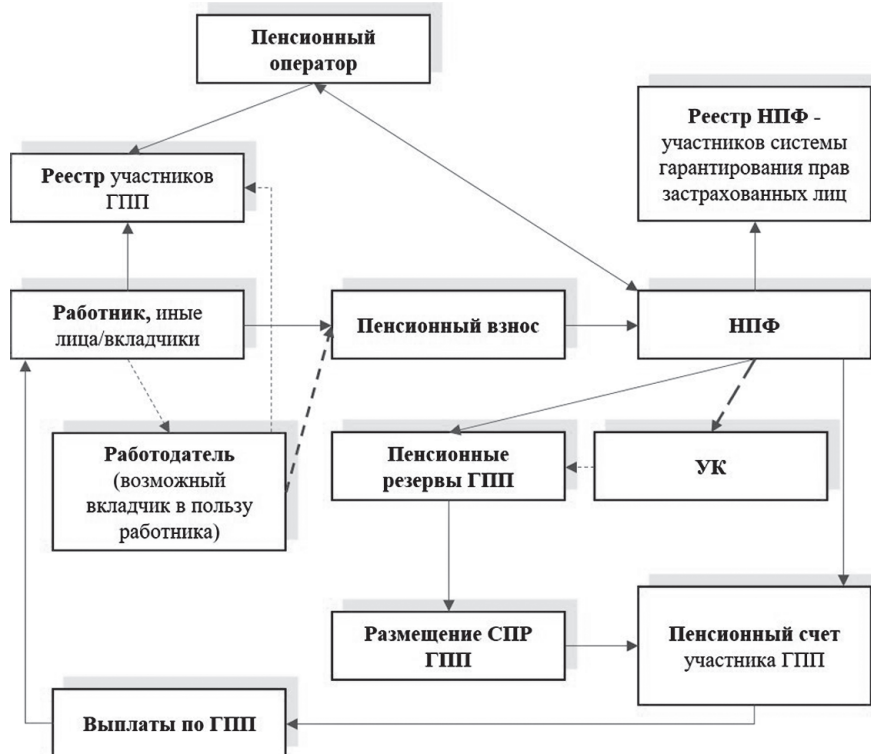 Пенсионный
оператор
Реестр НПФ -
участников системы
гарантирования прав
застрахованных лиц
Реестр участников
ГПП
Работник, иные
лица/вкладчики
Пенсионный взнос
НПФ
Работодатель
(возможный
вкладчик в пользу
работника)
Пенсионные
резервы ГПП
УК
Размещение СПР
ГПП
Пенсионный счет
участника ГПП
Выплаты по ГПП